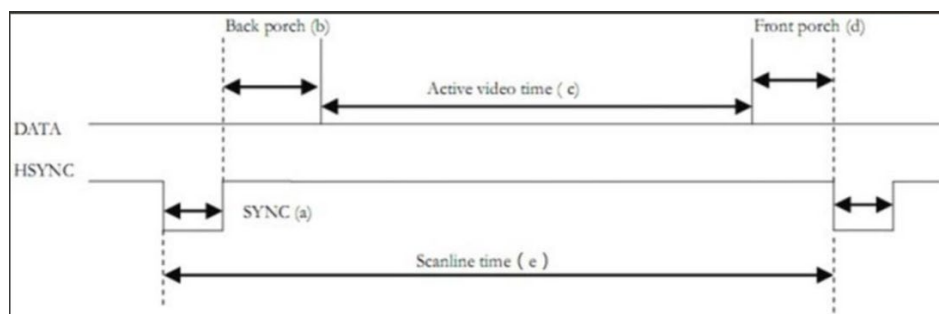 Back porch (b)
Front porch (d)
Active video time ( c )
DATA
HSYNC
SYNC (a)
Scanline time ( e )